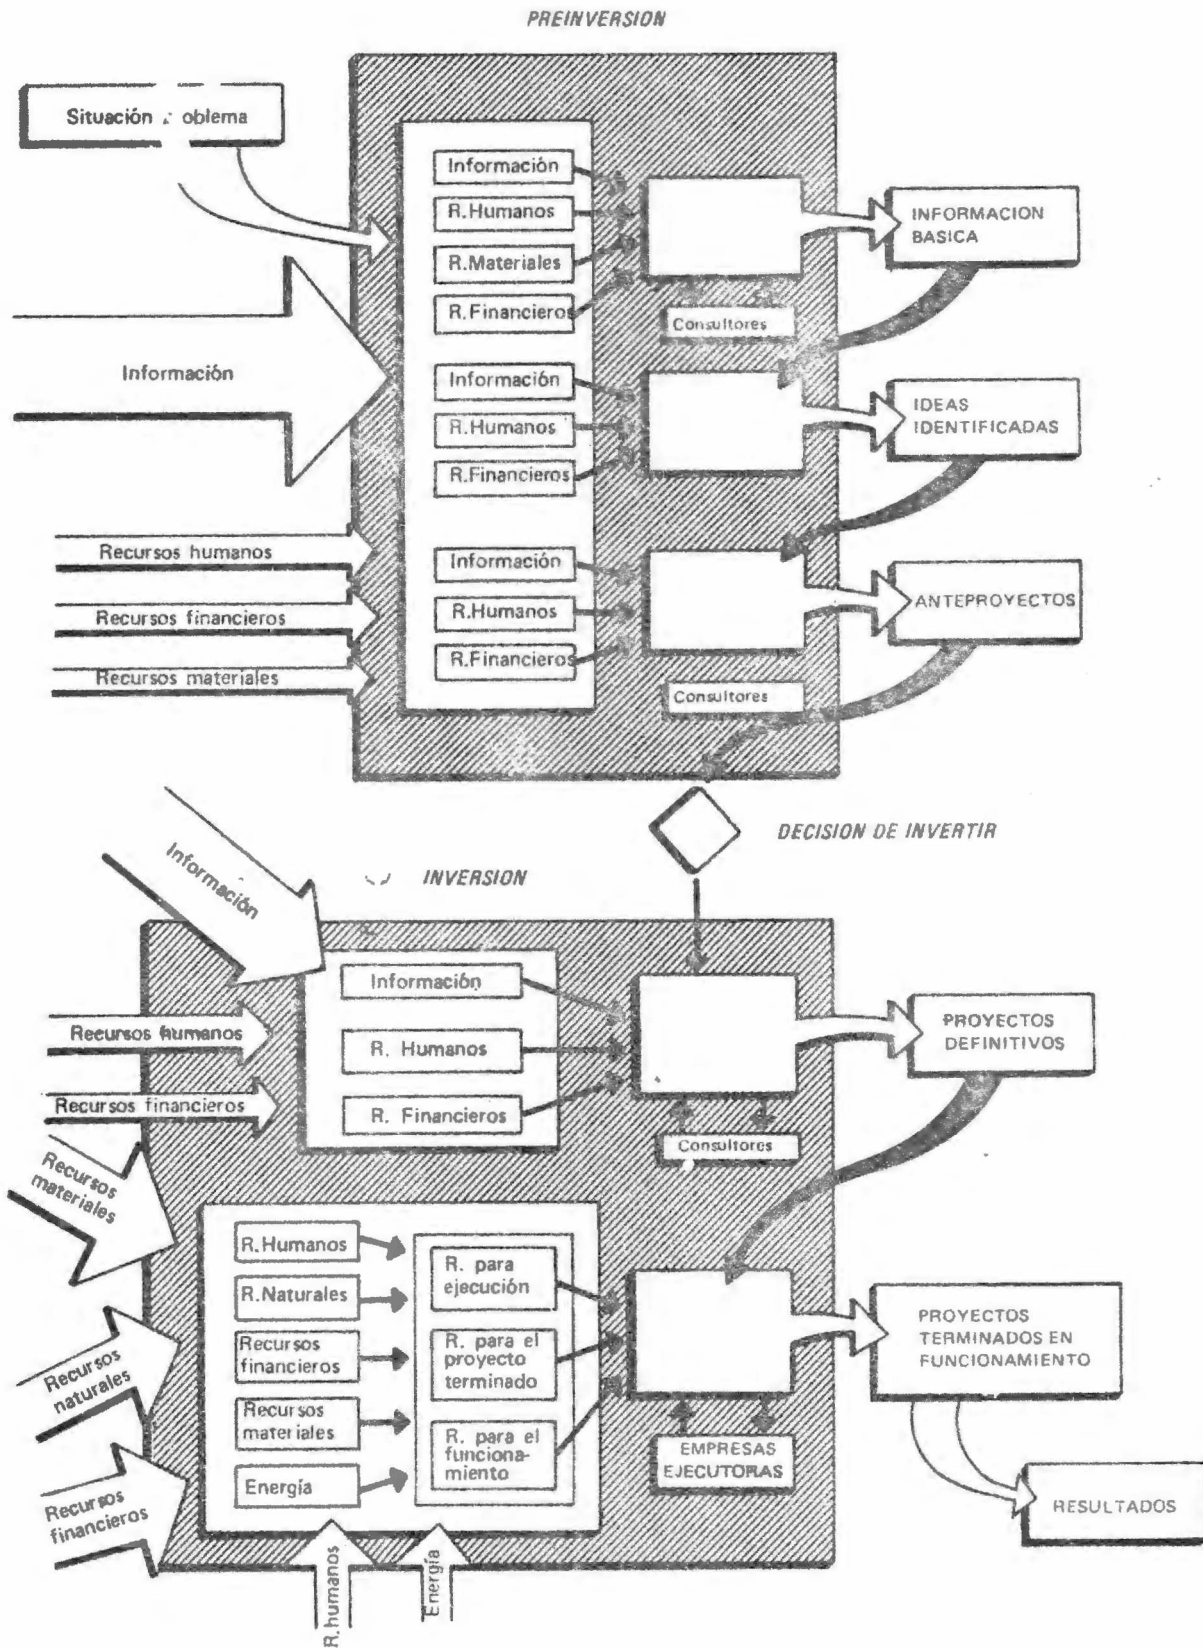 PREINVERSION
Situación oblema
Información
R.Humanos
R.Materiales
R.Financieros
Consultores
INFORMACION
BASICA
Información
Información
R.Humanos
R.Financieros
IDEAS
IDENTIFICADAS
Recursos humanos
Recursos financieros
Recursos materiales
Información
R.Humanos
R.Financieros
Consultores
ANTEPROYECTOS
DECISION DE INVERTIR
INVERSION
Información
Recursos humanos
Recursos financieros
Información
R. Humanos
R. Financieros
Consultores
PROYECTOS
DEFINITIVOS
Recursos
materiales
Recursos
naturales
Recursos
financieros
R.Humanos
R.Naturales
Recursos
financieros
Recursos
materiales
Energía
R. para
ejecución
R. para el
proyecto
terminado
R. para el
funciona-
miento
EMPRESAS
EJECUTORAS
PROYECTOS
TERMINADOS EN
FUNCIONAMIENTO
RESULTADOS
R. humanos
Energía